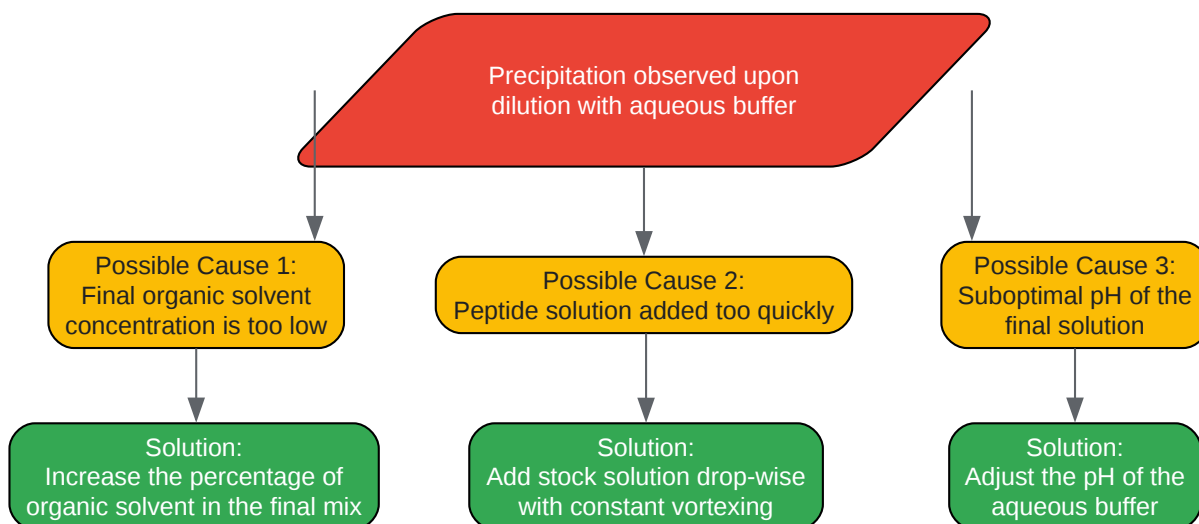 Precipitation observed upon
dilution with aqueous buffer
Possible Cause 1:
Final organic solvent
concentration is too low
Possible Cause 2:
Peptide solution added too quickly
Possible Cause 3:
Suboptimal pH of the
final solution
Solution:
Increase the percentage of
organic solvent in the final mix
Solution:
Add stock solution drop-wise
with constant vortexing
Solution:
Adjust the pH of the
aqueous buffer